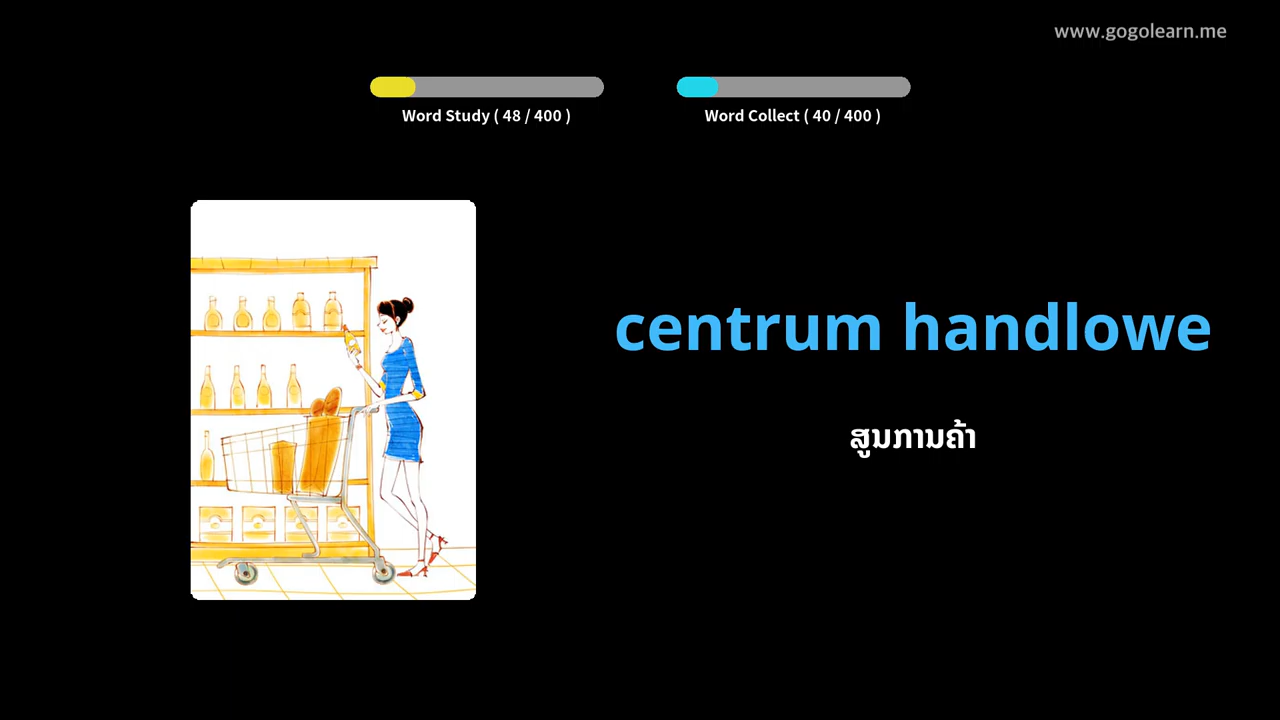 www.gogolearn.me
Word Study ( 48 / 400 )
Word Collect ( 40 / 400 )
centrum handlowe
ສູນການຄ້າ